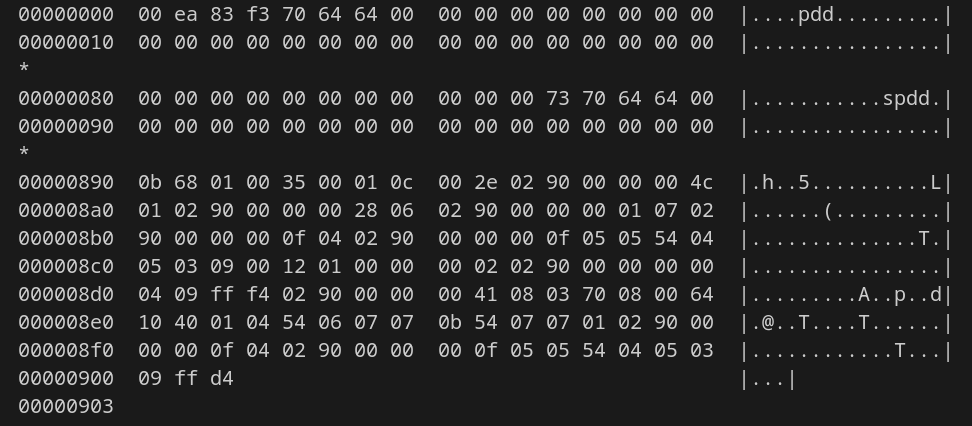 00000000  00 ea 83 f3 70 64 64 00  00 00 00 00 00 00 00 00  |....pdd.........|
00000010  00 00 00 00 00 00 00 00  00 00 00 00 00 00 00 00  |................|
*
00000080  00 00 00 00 00 00 00 00  00 00 00 73 70 64 64 00  |...........spdd.|
00000090  00 00 00 00 00 00 00 00  00 00 00 00 00 00 00 00  |................|
*
00000890  0b 68 01 00 35 00 01 0c  00 2e 02 90 00 00 00 4c  |.h..5..........L|
000008a0  01 02 90 00 00 00 28 06  02 90 00 00 00 01 07 02  |......(.........|
000008b0  90 00 00 00 0f 04 02 90  00 00 00 0f 05 05 54 04  |..............T.|
000008c0  05 03 09 00 12 01 00 00  00 02 02 90 00 00 00 00  |................|
000008d0  04 09 ff f4 02 90 00 00  00 41 08 03 70 08 00 64  |.........A..p..d|
000008e0  10 40 01 04 54 06 07 07  0b 54 07 07 01 02 90 00  |.@..T....T......|
000008f0  00 00 0f 04 02 90 00 00  00 0f 05 05 54 04 05 03  |............T...|
00000900  09 ff d4  |...|
00000903